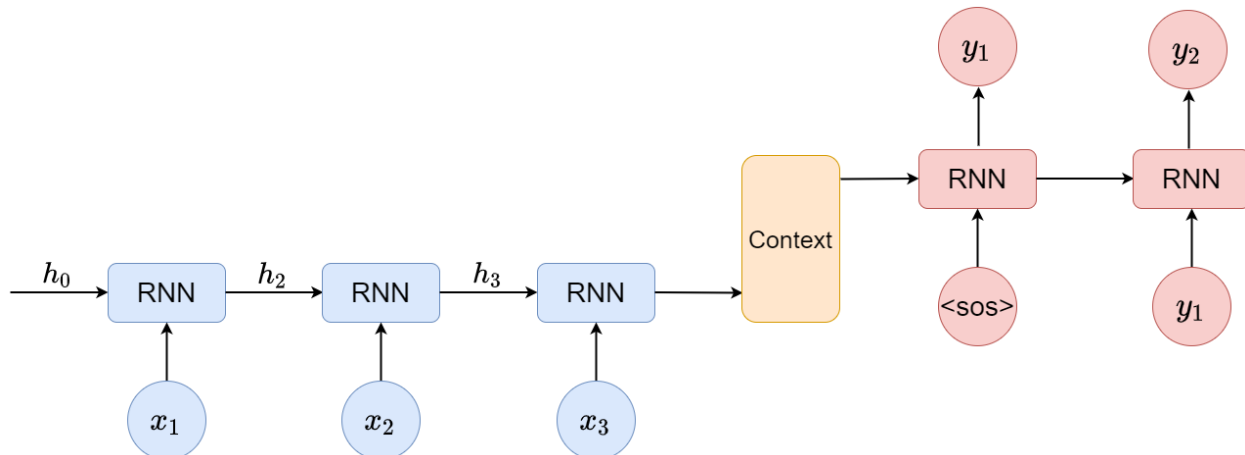 y₁ y₂
RNN RNN
Context
h₀ RNN h₂ RNN h₃ RNN
<sos> y₁
x₁ x₂ x₃